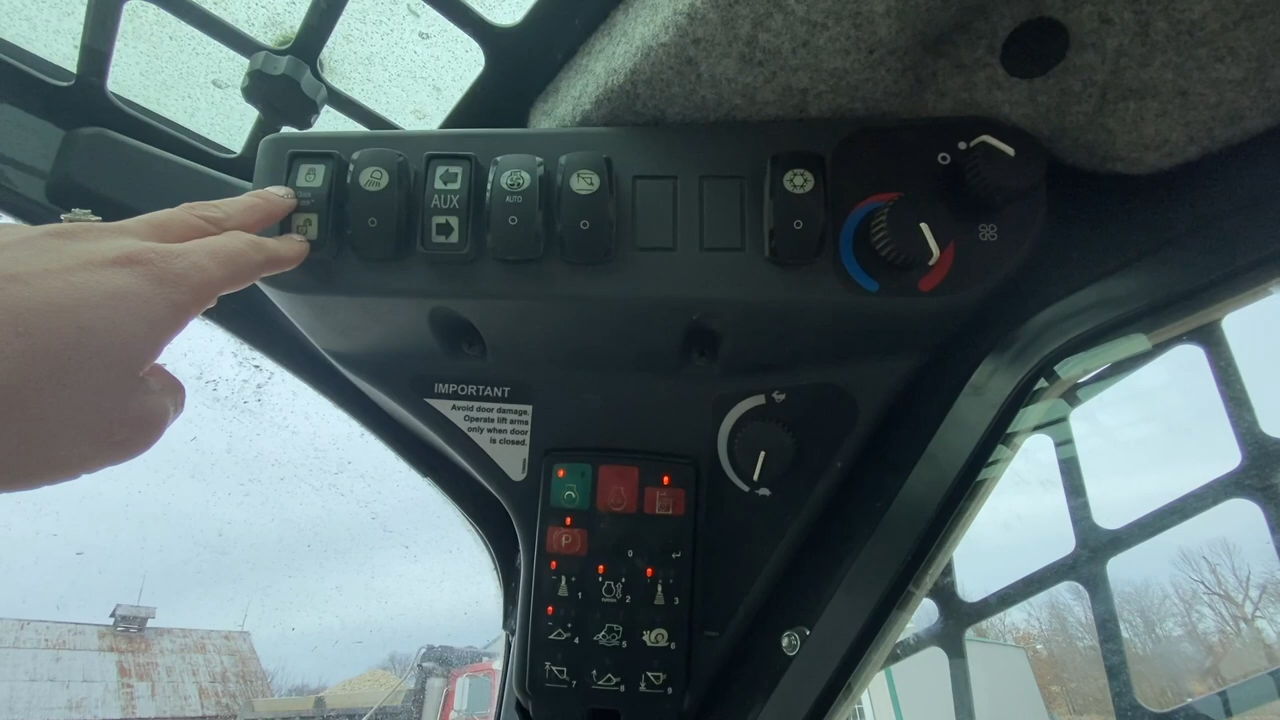 AUX
AUTO
IMPORTANT
Avoid door damage.
Operate lift arms
only when door
is closed.
P
0
1
2
3
4
5
6
7
8
9